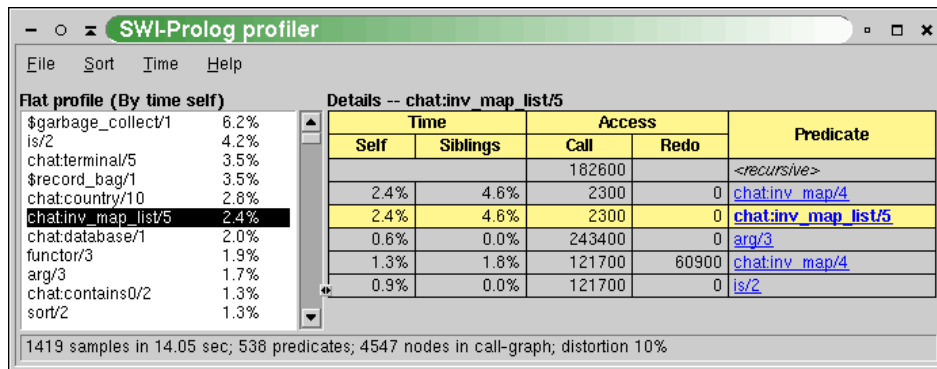 SWI-Prolog profiler
File Sort Time Help
Flat profile (By time self)
$garbage_collect/1 6.2%
is/2 4.2%
chat:terminal/5 3.5%
$record_bag/1 3.5%
chat:country/10 2.8%
chat:inv_map_list/5 2.4%
chat:database/1 2.0%
functor/3 1.9%
arg/3 1.7%
chat:contains0/2 1.3%
sort/2 1.3%
Details -- chat:inv_map_list/5
Time Access Predicate
Self Siblings Call Redo
182600 <recursive>
2.4% 4.6% 2300 0 chat:inv_map/4
2.4% 4.6% 2300 0 chat:inv_map_list/5
0.6% 0.0% 243400 0 arg/3
1.3% 1.8% 121700 60900 chat:inv_map/4
0.9% 0.0% 121700 0 is/2
1419 samples in 14.05 sec; 538 predicates; 4547 nodes in call-graph; distortion 10%